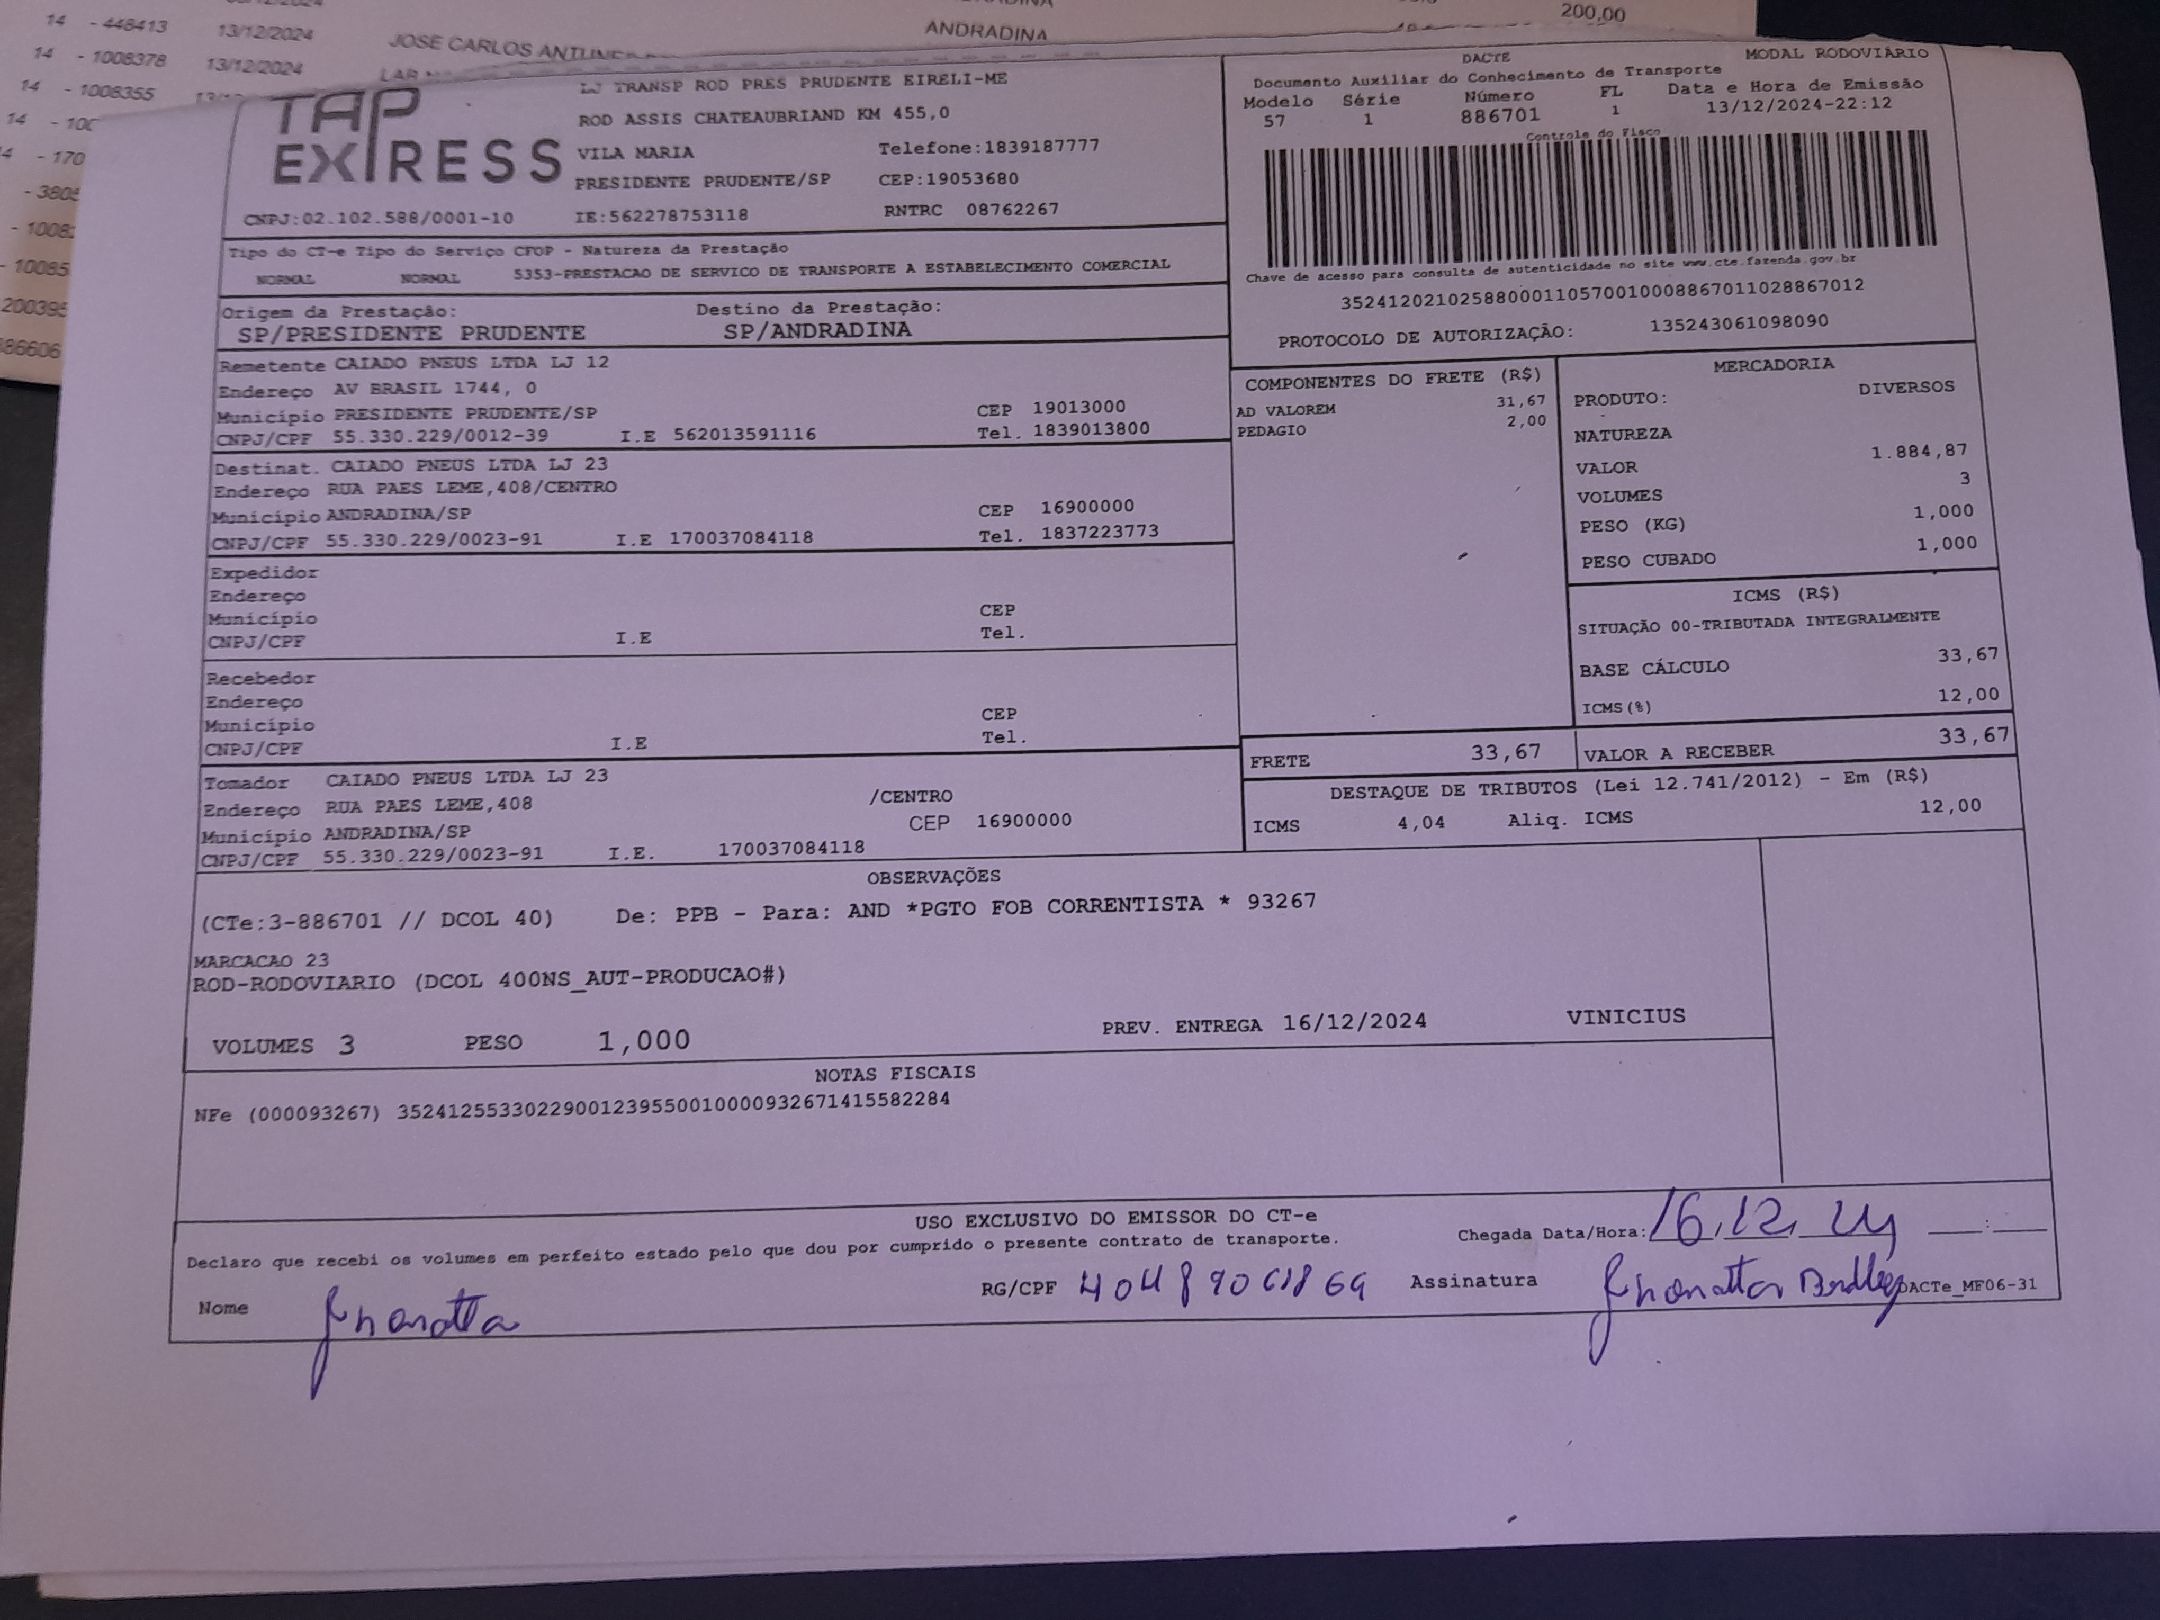 200,00
14 - 448413 13/12/2024 ANDRADINA
14 - 1008378 13/12/2024 JOSE CARLOS
14 - 1008355
TAP EXPRESS
LJ TRANSP ROD PRES PRUDENTE EIRELI-ME
ROD ASSIS CHATEAUBRIAND KM 455,0
VILA MARIA Telefone:1839187777
PRESIDENTE PRUDENTE/SP CEP:19053680
CNPJ:02.102.588/0001-10 IE:562278753118 RNTRC 08762267
DACTE MODAL RODOVIÁRIO
Documento Auxiliar do Conhecimento de Transporte
Modelo Série Número FL Data e Hora de Emissão
57 1 886701 1 13/12/2024-22:12
Controle do Fisco
Chave de acesso para consulta de autenticidade no site www.cte.fazenda.gov.br
35241202102588000110570010008867011028867012
PROTOCOLO DE AUTORIZAÇÃO: 135243061098090
Tipo do CT-e Tipo do Serviço CFOP - Natureza da Prestação
NORMAL NORMAL 5353-PRESTACAO DE SERVICO DE TRANSPORTE A ESTABELECIMENTO COMERCIAL
Origem da Prestação: Destino da Prestação:
SP/PRESIDENTE PRUDENTE SP/ANDRADINA
Remetente CAIADO PNEUS LTDA LJ 12
Endereço AV BRASIL 1744, 0
Município PRESIDENTE PRUDENTE/SP CEP 19013000
CNPJ/CPF 55.330.229/0012-39 I.E 562013591116 Tel. 1839013800
Destinat. CAIADO PNEUS LTDA LJ 23
Endereço RUA PAES LEME,408/CENTRO
Município ANDRADINA/SP CEP 16900000
CNPJ/CPF 55.330.229/0023-91 I.E 170037084118 Tel. 1837223773
Expedidor
Endereço
Município CEP
CNPJ/CPF I.E Tel.
Recebedor
Endereço
Município CEP
CNPJ/CPF I.E Tel.
Tomador CAIADO PNEUS LTDA LJ 23
Endereço RUA PAES LEME,408 /CENTRO
Município ANDRADINA/SP CEP 16900000
CNPJ/CPF 55.330.229/0023-91 I.E. 170037084118
COMPONENTES DO FRETE (R$)
AD VALOREM 31,67
PEDAGIO 2,00
MERCADORIA
PRODUTO: DIVERSOS
NATUREZA
VALOR 1.884,87
VOLUMES 3
PESO (KG) 1,000
PESO CUBADO 1,000
ICMS (R$)
SITUAÇÃO 00-TRIBUTADA INTEGRALMENTE
BASE CÁLCULO 33,67
ICMS(%) 12,00
FRETE 33,67 VALOR A RECEBER 33,67
DESTAQUE DE TRIBUTOS (Lei 12.741/2012) - Em (R$)
ICMS 4,04 Aliq. ICMS 12,00
OBSERVAÇÕES
(CTe:3-886701 // DCOL 40) De: PPB - Para: AND *PGTO FOB CORRENTISTA * 93267
MARCACAO 23
ROD-RODOVIARIO (DCOL 400NS_AUT-PRODUCAO#)
VOLUMES 3 PESO 1,000 PREV. ENTREGA 16/12/2024 VINICIUS
NOTAS FISCAIS
NFe (000093267) 35241255330229001239550010000932671415582284
USO EXCLUSIVO DO EMISSOR DO CT-e
Declaro que recebi os volumes em perfeito estado pelo que dou por cumprido o presente contrato de transporte.
Chegada Data/Hora: 16.12. 24 __:__
Nome RG/CPF Assinatura DACTe_MF06-31